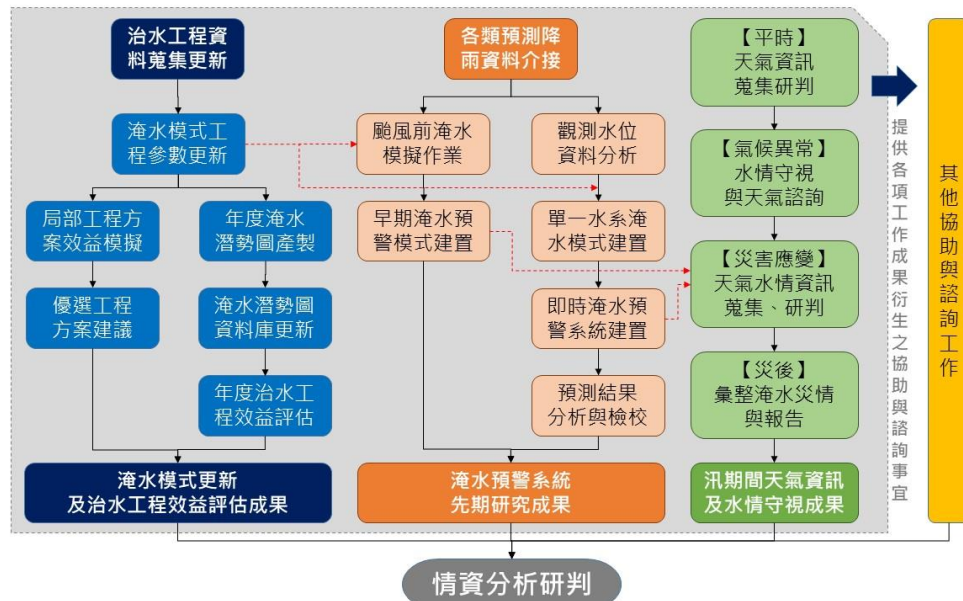 治水工程資
料蒐集更新
淹水模式工
程參數更新
局部工程方
案效益模擬
優選工程
方案建議
年度淹水
潛勢圖產製
淹水潛勢圖
資料庫更新
年度治水工
程效益評估
淹水模式更新
及治水工程效益評估成果
各類預測降
雨資料介接
颱風前淹水
模擬作業
早期淹水預
警模式建置
觀測水位
資料分析
單一水系淹
水模式建置
即時淹水預
警系統建置
預測結果
分析與檢校
淹水預警系統
先期研究成果
【平時】
天氣資訊
蒐集研判
【氣候異常】
水情守視
與天氣諮詢
【災害應變】
天氣水情資訊
蒐集、研判
【災後】
彙整淹水災情
與報告
汛期間天氣資訊
及水情守視成果
提供各項工作成果衍生之協助與諮詢事宜
其他協助與諮詢工作
情資分析研判